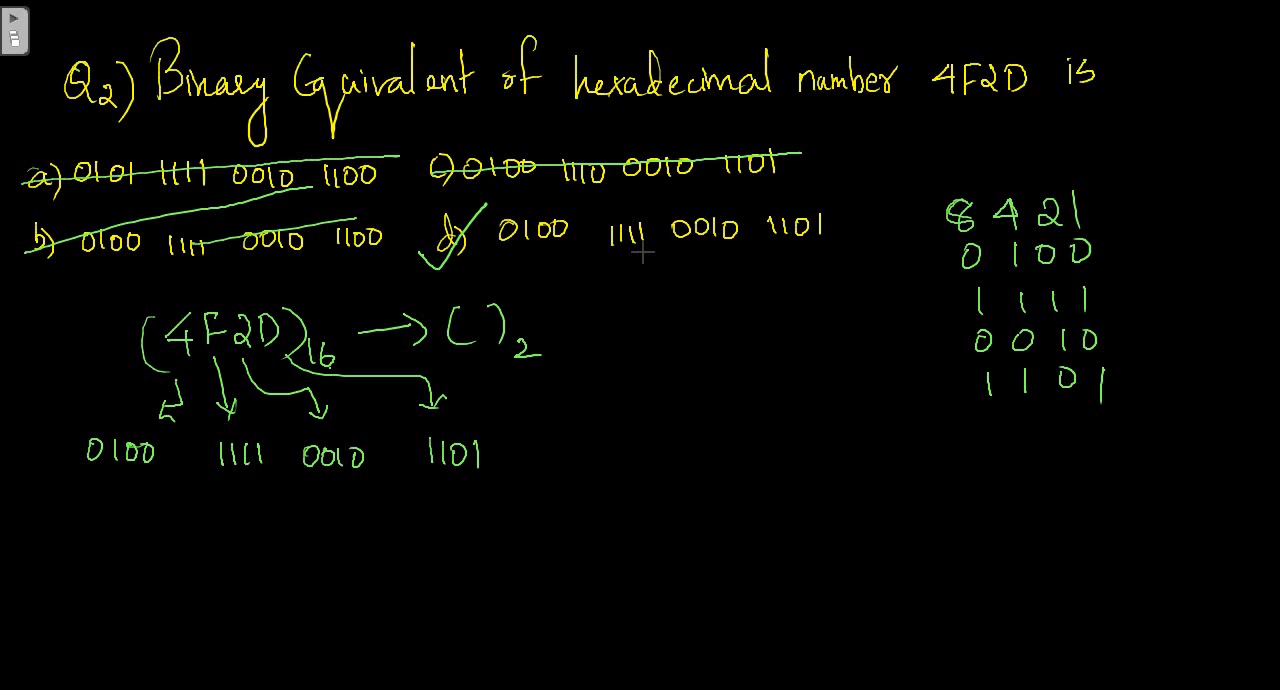 Q2) Binary Equivalent of hexadecimal number 4F2D is
a) 0101 1111 0010 1100 c) 0100 1110 0010 1101
b) 0100 1111 0010 1100 d) 0100 1111 0010 1101
8 4 2 1
0 1 0 0
1 1 1 1
0 0 1 0
1 1 0 1
(4F2D)16 → ( )2
0100 1111 0010 1101